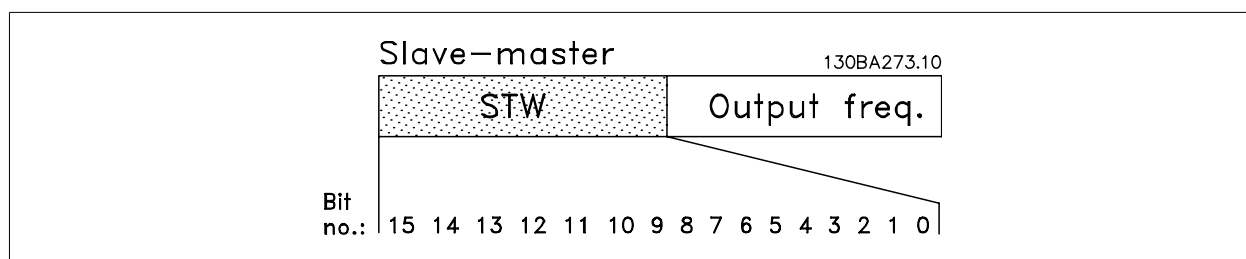 Slave-master 130BA273.10
STW Output freq.
Bit
no.: 15 14 13 12 11 10 9 8 7 6 5 4 3 2 1 0